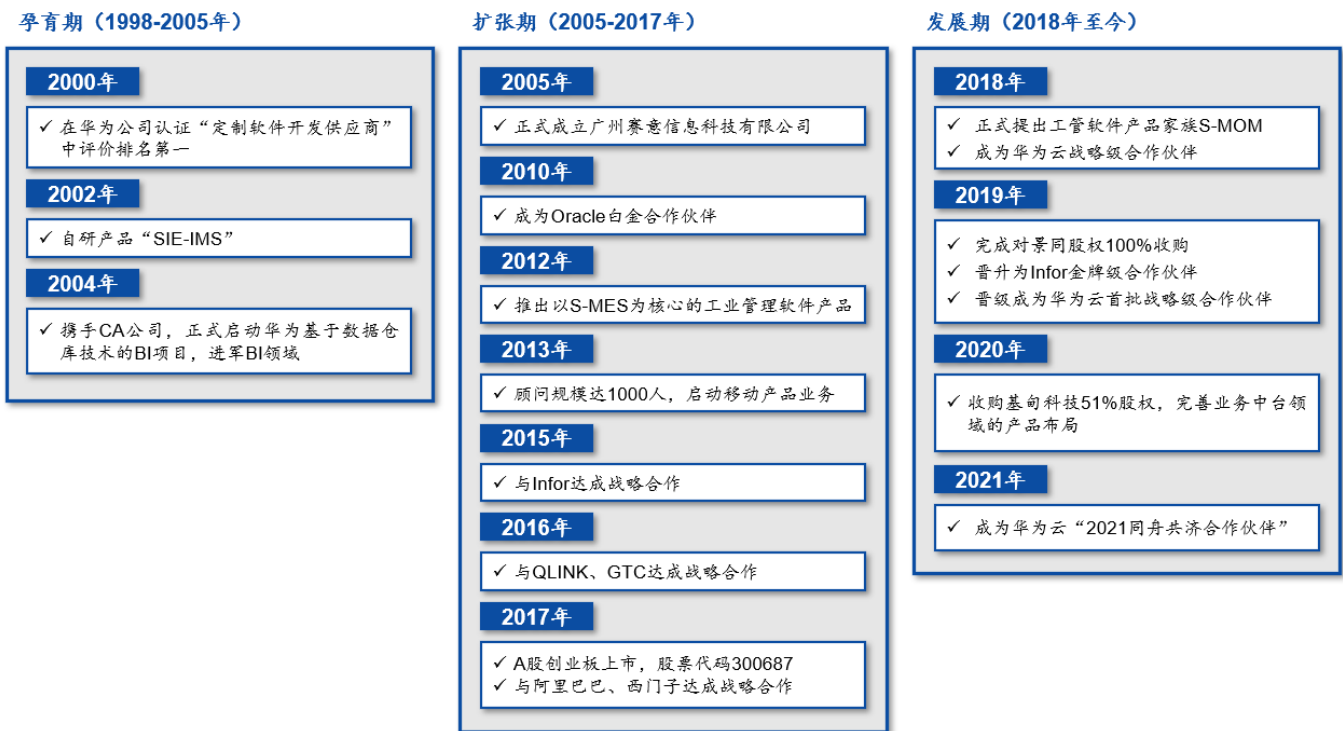 孕育期（1998-2005年）
2000年
✓ 在华为公司认证“定制软件开发供应商”
中评价排名第一
2002年
✓ 自研产品“SIE-IMS”
2004年
✓ 携手CA公司，正式启动华为基于数据仓
库技术的BI项目，进军BI领域
扩张期（2005-2017年）
2005年
✓ 正式成立广州赛意信息科技有限公司
2010年
✓ 成为Oracle白金合作伙伴
2012年
✓ 推出以S-MES为核心的工业管理软件产品
2013年
✓ 顾问规模达1000人，启动移动产品业务
2015年
✓ 与Infor达成战略合作
2016年
✓ 与QLINK、GTC达成战略合作
2017年
✓ A股创业板上市，股票代码300687
✓ 与阿里巴巴、西门子达成战略合作
发展期（2018年至今）
2018年
✓ 正式提出工管软件产品家族S-MOM
✓ 成为华为云战略级合作伙伴
2019年
✓ 完成对景同股权100%收购
✓ 晋升为Infor金牌级合作伙伴
✓ 晋级成为华为云首批战略级合作伙伴
2020年
✓ 收购基甸科技51%股权，完善业务中台领
域的产品布局
2021年
✓ 成为华为云“2021同舟共济合作伙伴”